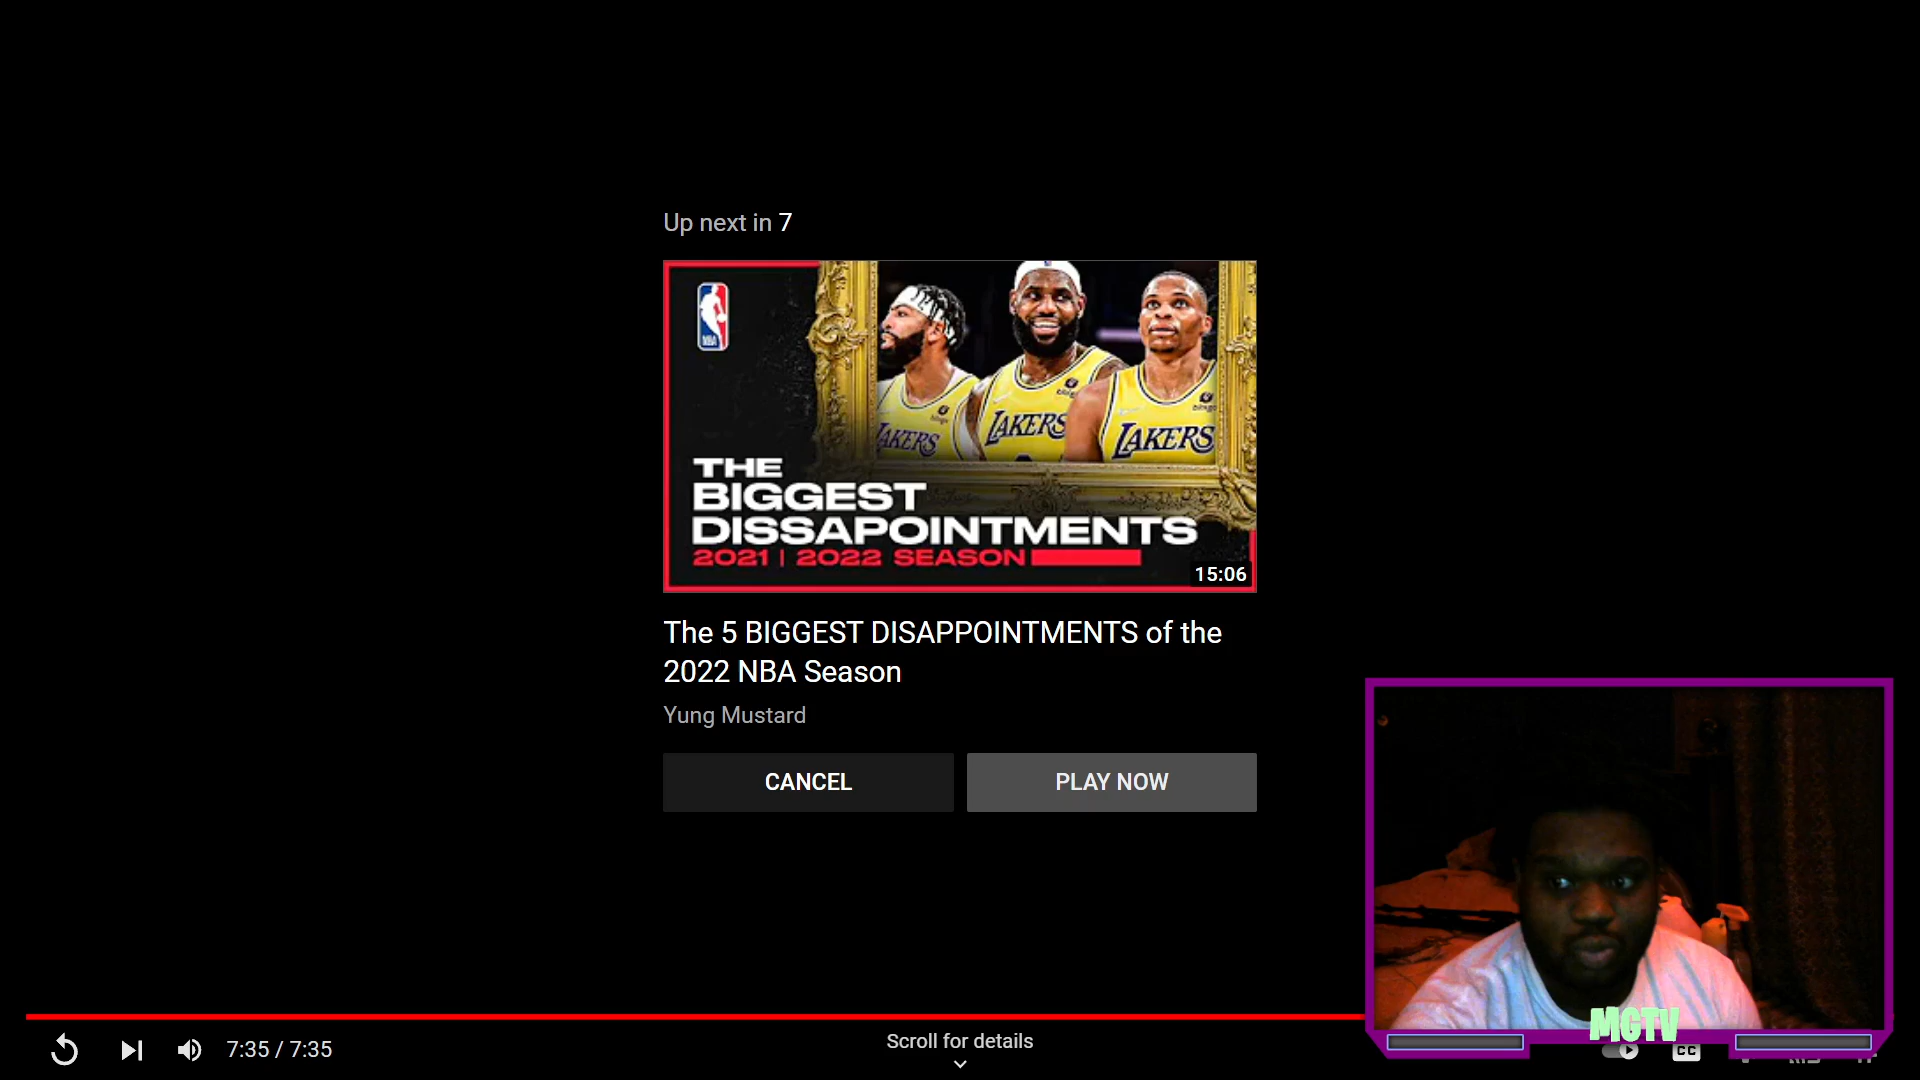 Up next in 7
NBA
LAKERS
LAKERS
LAKERS
THE
BIGGEST
DISSAPOINTMENTS
2021 | 2022 SEASON
15:06
The 5 BIGGEST DISAPPOINTMENTS of the
2022 NBA Season
Yung Mustard
CANCEL
PLAY NOW
MGTV
7:35 / 7:35
Scroll for details
CC